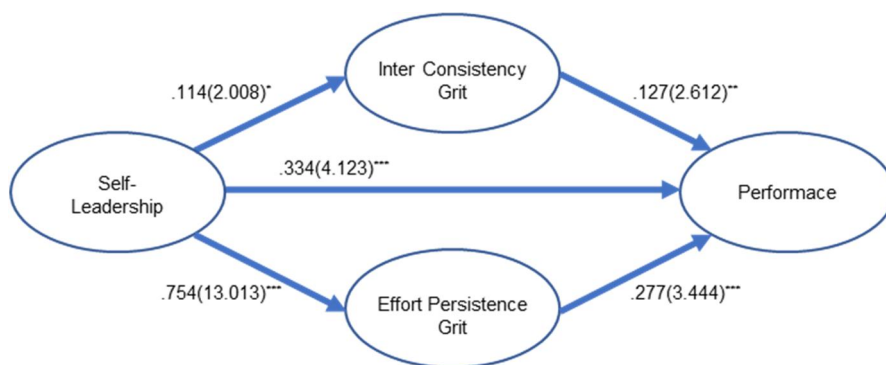 Inter Consistency
Grit
.114(2.008)*
.127(2.612)**
.334(4.123)***
Self-
Leadership
Performace
.754(13.013)***
Effort Persistence
Grit
.277(3.444)***